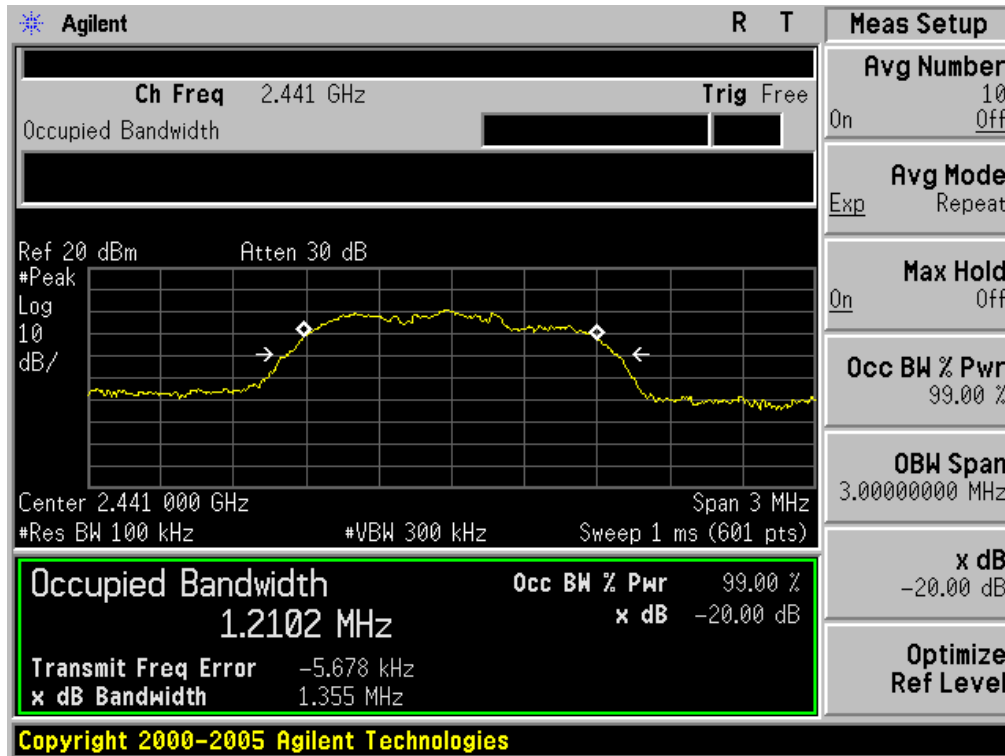 Agilent R T
Ch Freq 2.441 GHz Trig Free
Occupied Bandwidth
Ref 20 dBm Atten 30 dB
#Peak
Log
10
dB/
Center 2.441 000 GHz Span 3 MHz
#Res BW 100 kHz #VBW 300 kHz Sweep 1 ms (601 pts)
Occupied Bandwidth Occ BW % Pwr 99.00 %
1.2102 MHz x dB -20.00 dB
Transmit Freq Error -5.678 kHz
x dB Bandwidth 1.355 MHz
Copyright 2000-2005 Agilent Technologies
Meas Setup
Avg Number
10
On Off
Avg Mode
Exp Repeat
Max Hold
On Off
Occ BW % Pwr
99.00 %
OBW Span
3.00000000 MHz
x dB
-20.00 dB
Optimize
Ref Level